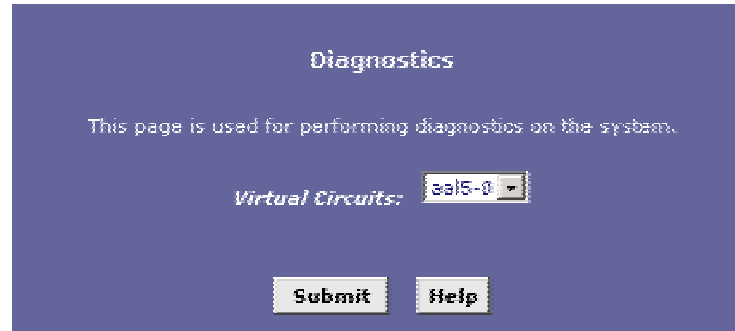 Diagnostics
This page is used for performing diagnostics on the system.
Virtual Circuits: aal5-0
Submit Help